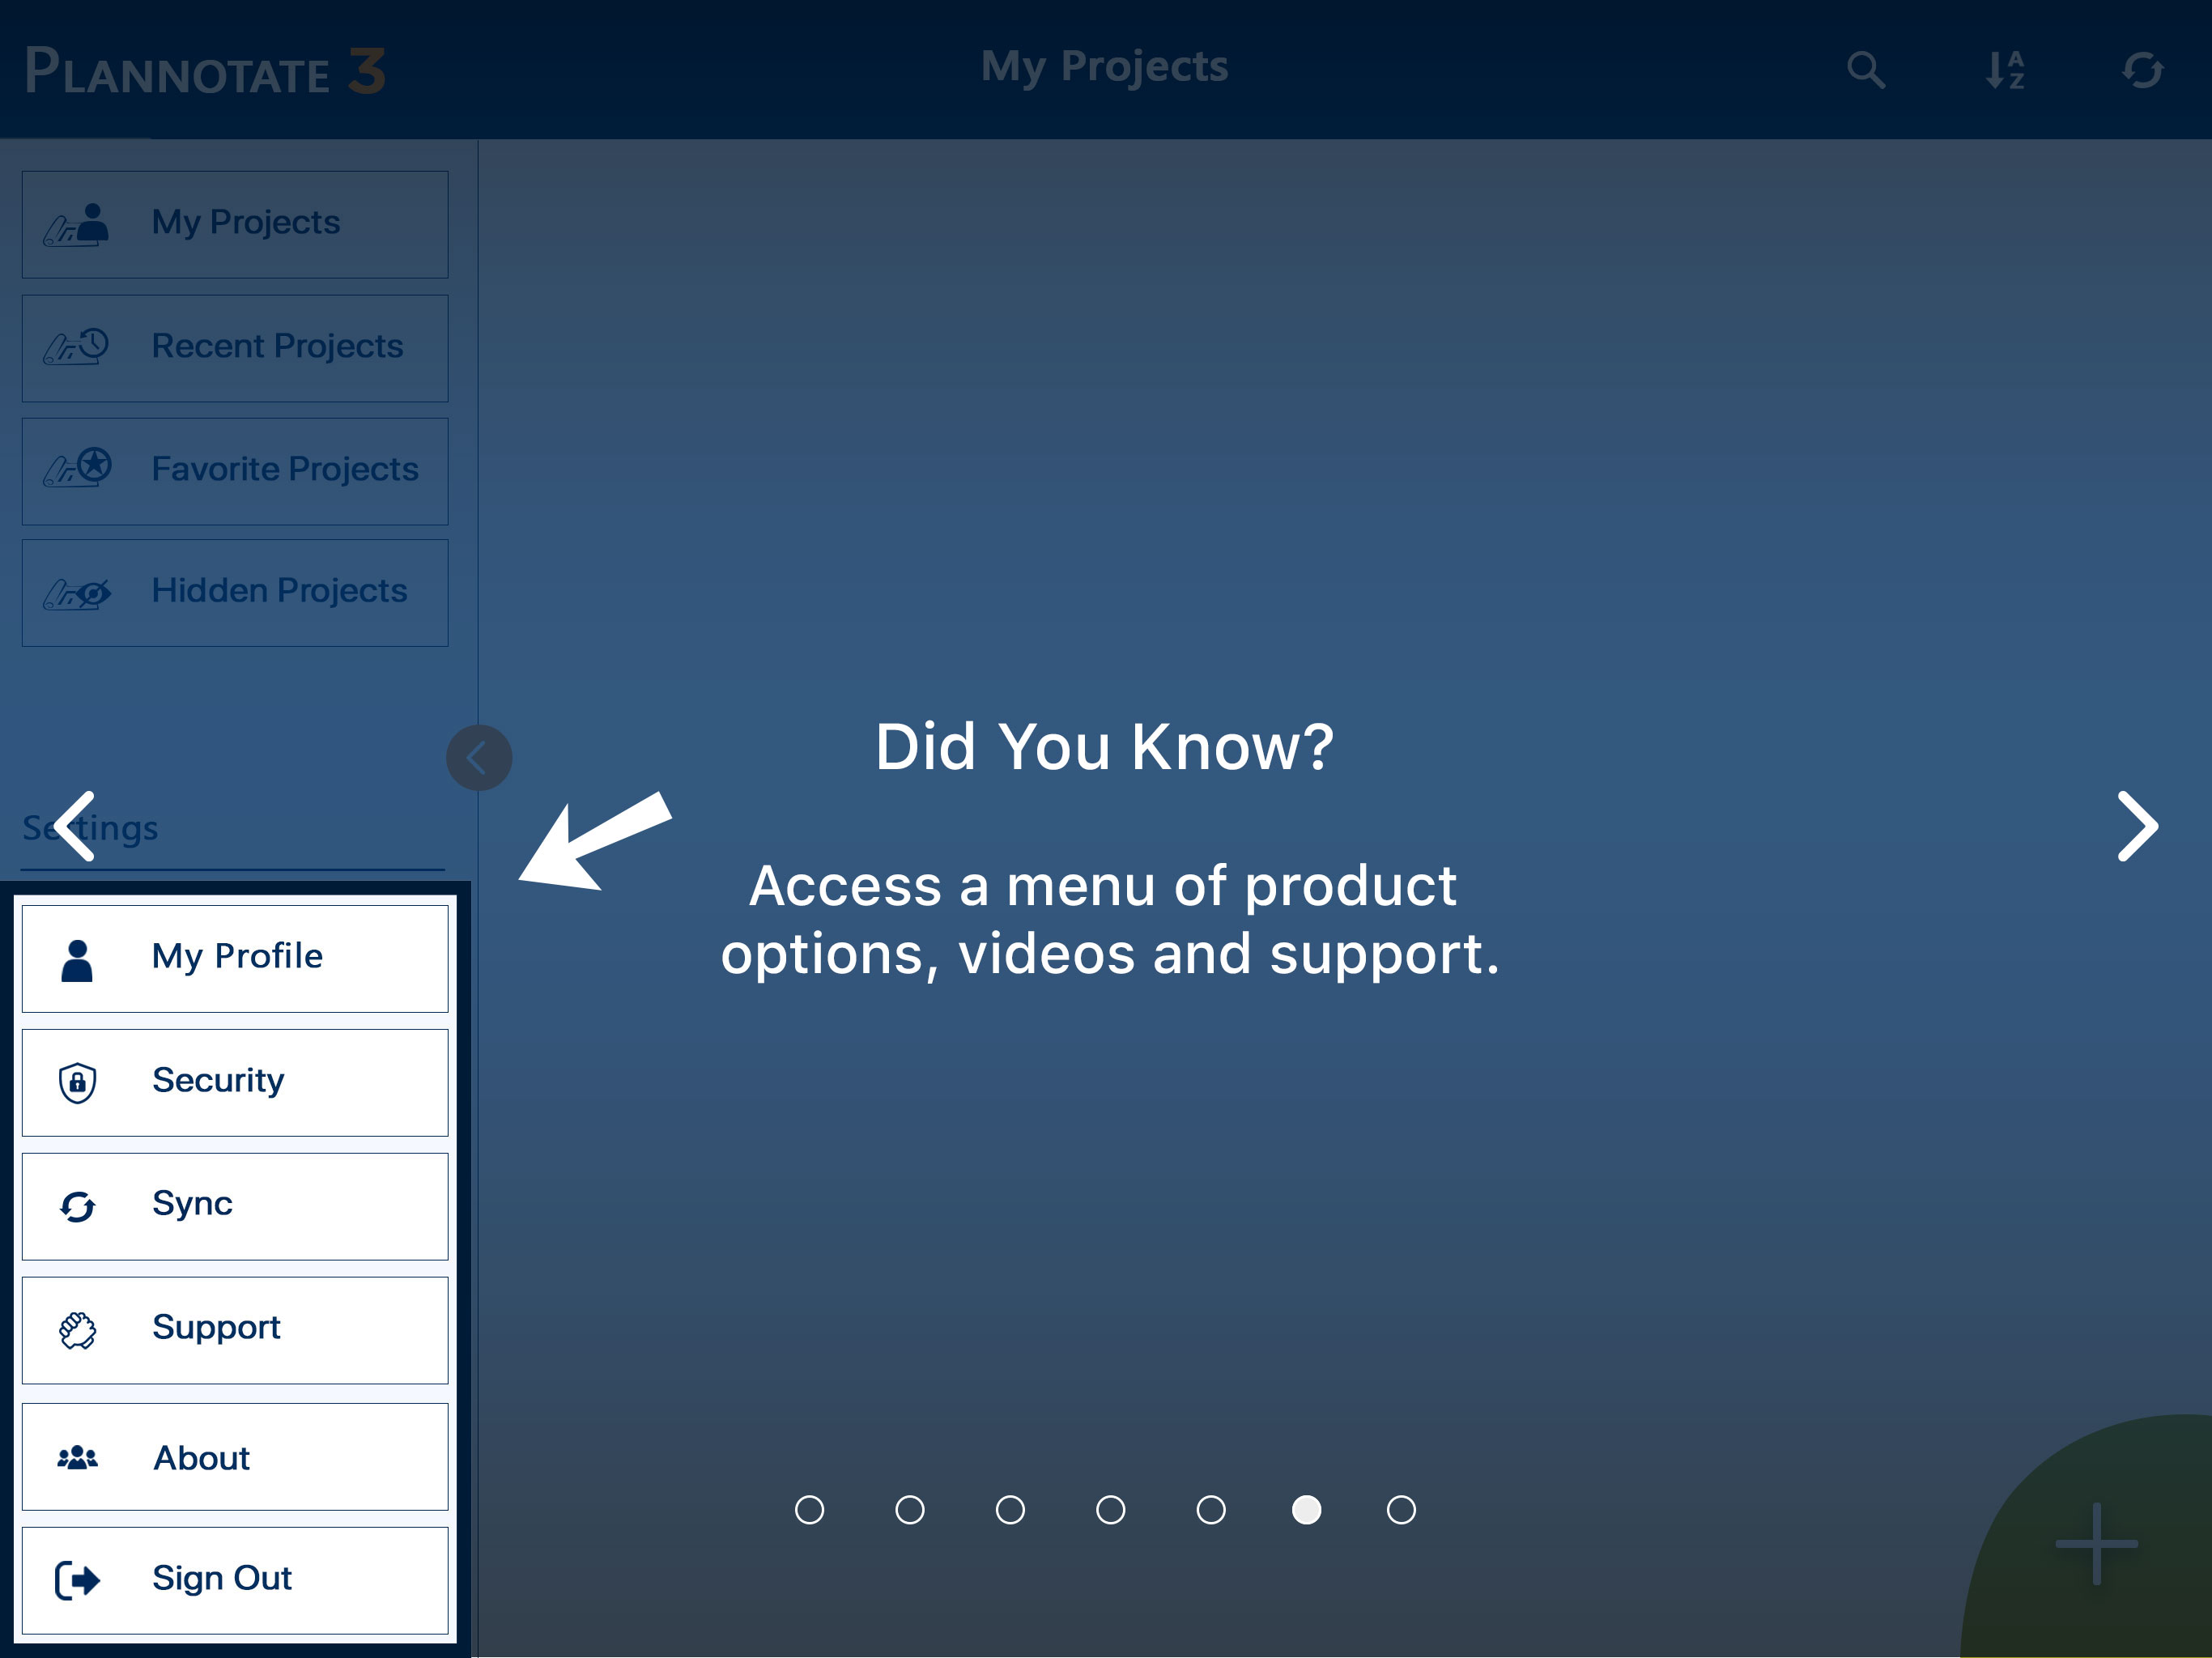 PLANNOTATE 3
My Projects
A
Z
My Projects
Recent Projects
Favorite Projects
Hidden Projects
Settings
Did You Know?
Access a menu of product
options, videos and support.
My Profile
Security
Sync
Support
About
Sign Out